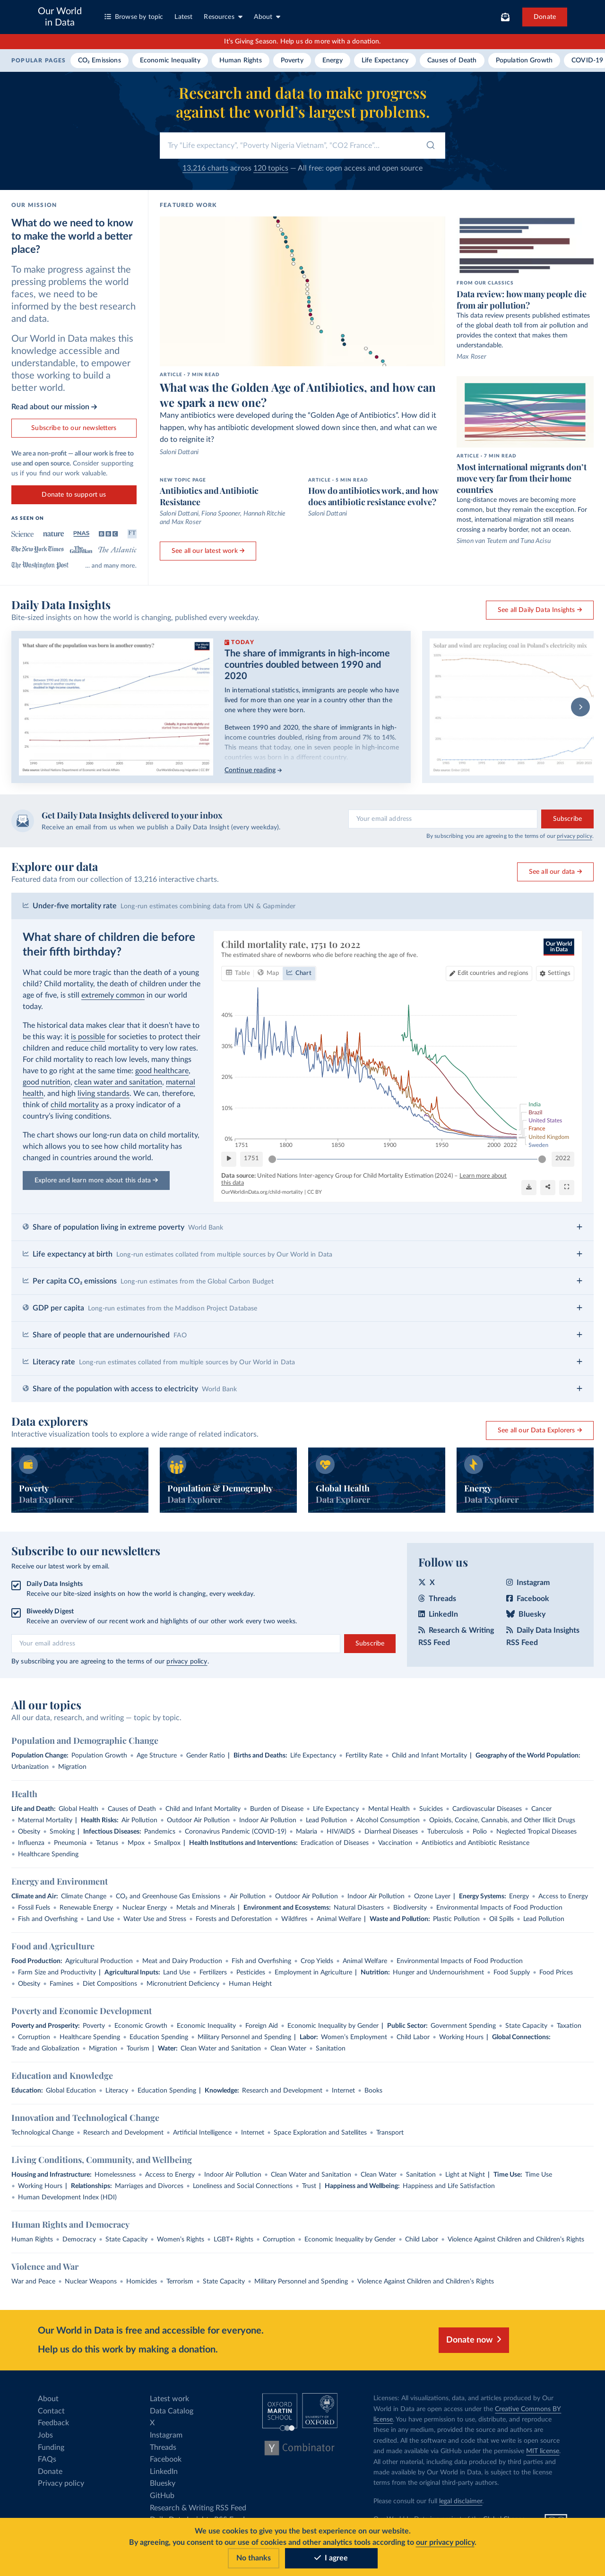 Our World
in Data
Browse by topic
Latest
Resources
About
Donate
It's Giving Season. Help us do more with a donation.
POPULAR PAGES
CO₂ Emissions
Economic Inequality
Human Rights
Poverty
Energy
Life Expectancy
Causes of Death
Population Growth
COVID-19
Research and data to make progress
against the world's largest problems.
Try "Life expectancy", "Poverty Nigeria Vietnam", "CO2 France"...
13,216 charts across 120 topics — All free: open access and open source
OUR MISSION
What do we need to know
to make the world a better
place?
To make progress against the
pressing problems the world
faces, we need to be
informed by the best research
and data.
Our World in Data makes this
knowledge accessible and
understandable, to empower
those working to build a
better world.
Read about our mission →
Subscribe to our newsletters
We are a non-profit — all our work is free to
use and open source. Consider supporting
us if you find our work valuable.
Donate to support us
AS SEEN ON
Science
nature
PNAS
BBC
FT
The New York Times
The Guardian
The Atlantic
The Washington Post
... and many more.
FEATURED WORK
ARTICLE · 7 MIN READ
What was the Golden Age of Antibiotics, and how can
we spark a new one?
Many antibiotics were developed during the "Golden Age of Antibiotics". How did it
happen, why has antibiotic development slowed down since then, and what can we
do to reignite it?
Saloni Dattani
NEW TOPIC PAGE
Antibiotics and Antibiotic
Resistance
Saloni Dattani, Fiona Spooner, Hannah Ritchie
and Max Roser
ARTICLE · 5 MIN READ
How do antibiotics work, and how
does antibiotic resistance evolve?
Saloni Dattani
See all our latest work →
FROM OUR CLASSICS
Data review: how many people die
from air pollution?
This data review presents published estimates
of the global death toll from air pollution and
provides the context that makes them
understandable.
Max Roser
ARTICLE · 7 MIN READ
Most international migrants don't
move very far from their home
countries
Long-distance moves are becoming more
common, but they remain the exception. For
most, international migration still means
crossing a nearby border, not an ocean.
Simon van Teutem and Tuna Acisu
Daily Data Insights
Bite-sized insights on how the world is changing, published every weekday.
See all Daily Data Insights →
What share of the population was born in another country?
TODAY
The share of immigrants in high-income
countries doubled between 1990 and
2020
In international statistics, immigrants are people who have
lived for more than one year in a country other than the
one where they were born.
Between 1990 and 2020, the share of immigrants in high-
income countries doubled, rising from around 7% to 14%.
This means that today, one in seven people in high-income
countries was born in a different country.
Continue reading →
Solar and wind are replacing coal in Poland's electricity mix
Get Daily Data Insights delivered to your inbox
Receive an email from us when we publish a Daily Data Insight (every weekday).
Your email address
Subscribe
By subscribing you are agreeing to the terms of our privacy policy.
Explore our data
Featured data from our collection of 13,216 interactive charts.
See all our data →
Under-five mortality rate Long-run estimates combining data from UN & Gapminder
What share of children die before
their fifth birthday?
What could be more tragic than the death of a young
child? Child mortality, the death of children under the
age of five, is still extremely common in our world
today.
The historical data makes clear that it doesn't have to
be this way: it is possible for societies to protect their
children and reduce child mortality to very low rates.
For child mortality to reach low levels, many things
have to go right at the same time: good healthcare,
good nutrition, clean water and sanitation, maternal
health, and high living standards. We can, therefore,
think of child mortality as a proxy indicator of a
country's living conditions.
The chart shows our long-run data on child mortality,
which allows you to see how child mortality has
changed in countries around the world.
Explore and learn more about this data →
Child mortality rate, 1751 to 2022
The estimated share of newborns who die before reaching the age of five.
Our World
in Data
Table
Map
Chart
Edit countries and regions
Settings
40%
30%
20%
10%
0%
1751
1800
1850
1900
1950
2000
2022
India
Brazil
United States
France
United Kingdom
Sweden
1751
2022
Data source: United Nations Inter-agency Group for Child Mortality Estimation (2024) – Learn more about
this data
OurWorldinData.org/child-mortality | CC BY
Share of population living in extreme poverty World Bank
Life expectancy at birth Long-run estimates collated from multiple sources by Our World in Data
Per capita CO₂ emissions Long-run estimates from the Global Carbon Budget
GDP per capita Long-run estimates from the Maddison Project Database
Share of people that are undernourished FAO
Literacy rate Long-run estimates collated from multiple sources by Our World in Data
Share of the population with access to electricity World Bank
Data explorers
Interactive visualization tools to explore a wide range of related indicators.
See all our Data Explorers →
Poverty
Data Explorer
Population & Demography
Data Explorer
Global Health
Data Explorer
Energy
Data Explorer
Subscribe to our newsletters
Receive our latest work by email.
Daily Data Insights
Receive our bite-sized insights on how the world is changing, every weekday.
Biweekly Digest
Receive an overview of our recent work and highlights of our other work every two weeks.
Your email address
Subscribe
By subscribing you are agreeing to the terms of our privacy policy.
Follow us
X
Instagram
Threads
Facebook
LinkedIn
Bluesky
Research & Writing
RSS Feed
Daily Data Insights
RSS Feed
All our topics
All our data, research, and writing — topic by topic.
Population and Demographic Change
Population Change: Population Growth • Age Structure • Gender Ratio | Births and Deaths: Life Expectancy • Fertility Rate • Child and Infant Mortality | Geography of the World Population:
Urbanization • Migration
Health
Life and Death: Global Health • Causes of Death • Child and Infant Mortality • Burden of Disease • Life Expectancy • Mental Health • Suicides • Cardiovascular Diseases • Cancer
• Maternal Mortality | Health Risks: Air Pollution • Outdoor Air Pollution • Indoor Air Pollution • Lead Pollution • Alcohol Consumption • Opioids, Cocaine, Cannabis, and Other Illicit Drugs
• Obesity • Smoking | Infectious Diseases: Pandemics • Coronavirus Pandemic (COVID-19) • Malaria • HIV/AIDS • Diarrheal Diseases • Tuberculosis • Polio • Neglected Tropical Diseases
• Influenza • Pneumonia • Tetanus • Mpox • Smallpox | Health Institutions and Interventions: Eradication of Diseases • Vaccination • Antibiotics and Antibiotic Resistance
• Healthcare Spending
Energy and Environment
Climate and Air: Climate Change • CO₂ and Greenhouse Gas Emissions • Air Pollution • Outdoor Air Pollution • Indoor Air Pollution • Ozone Layer | Energy Systems: Energy • Access to Energy
• Fossil Fuels • Renewable Energy • Nuclear Energy • Metals and Minerals | Environment and Ecosystems: Natural Disasters • Biodiversity • Environmental Impacts of Food Production
• Fish and Overfishing • Land Use • Water Use and Stress • Forests and Deforestation • Wildfires • Animal Welfare | Waste and Pollution: Plastic Pollution • Oil Spills • Lead Pollution
Food and Agriculture
Food Production: Agricultural Production • Meat and Dairy Production • Fish and Overfishing • Crop Yields • Animal Welfare • Environmental Impacts of Food Production
• Farm Size and Productivity | Agricultural Inputs: Land Use • Fertilizers • Pesticides • Employment in Agriculture | Nutrition: Hunger and Undernourishment • Food Supply • Food Prices
• Obesity • Famines • Diet Compositions • Micronutrient Deficiency • Human Height
Poverty and Economic Development
Poverty and Prosperity: Poverty • Economic Growth • Economic Inequality • Foreign Aid • Economic Inequality by Gender | Public Sector: Government Spending • State Capacity • Taxation
• Corruption • Healthcare Spending • Education Spending • Military Personnel and Spending | Labor: Women's Employment • Child Labor • Working Hours | Global Connections:
Trade and Globalization • Migration • Tourism | Water: Clean Water and Sanitation • Clean Water • Sanitation
Education and Knowledge
Education: Global Education • Literacy • Education Spending | Knowledge: Research and Development • Internet • Books
Innovation and Technological Change
Technological Change • Research and Development • Artificial Intelligence • Internet • Space Exploration and Satellites • Transport
Living Conditions, Community, and Wellbeing
Housing and Infrastructure: Homelessness • Access to Energy • Indoor Air Pollution • Clean Water and Sanitation • Clean Water • Sanitation • Light at Night | Time Use: Time Use
• Working Hours | Relationships: Marriages and Divorces • Loneliness and Social Connections • Trust | Happiness and Wellbeing: Happiness and Life Satisfaction
• Human Development Index (HDI)
Human Rights and Democracy
Human Rights • Democracy • State Capacity • Women's Rights • LGBT+ Rights • Corruption • Economic Inequality by Gender • Child Labor • Violence Against Children and Children's Rights
Violence and War
War and Peace • Nuclear Weapons • Homicides • Terrorism • State Capacity • Military Personnel and Spending • Violence Against Children and Children's Rights
Our World in Data is free and accessible for everyone.
Help us do this work by making a donation.
Donate now
About
Contact
Feedback
Jobs
Funding
FAQs
Donate
Privacy policy
Latest work
Data Catalog
X
Instagram
Threads
Facebook
LinkedIn
Bluesky
GitHub
Research & Writing RSS Feed
OXFORD
MARTIN
SCHOOL
UNIVERSITY OF
OXFORD
Y Combinator
Licenses: All visualizations, data, and articles produced by Our
World in Data are open access under the Creative Commons BY
license. You have permission to use, distribute, and reproduce
these in any medium, provided the source and authors are
credited. All the software and code that we write is open source
and made available via GitHub under the permissive MIT license.
All other material, including data produced by third parties and
made available by Our World in Data, is subject to the license
terms from the original third-party authors.
Please consult our full legal disclaimer.
We use cookies to give you the best experience on our website.
By agreeing, you consent to our use of cookies and other analytics tools according to our privacy policy.
No thanks
I agree